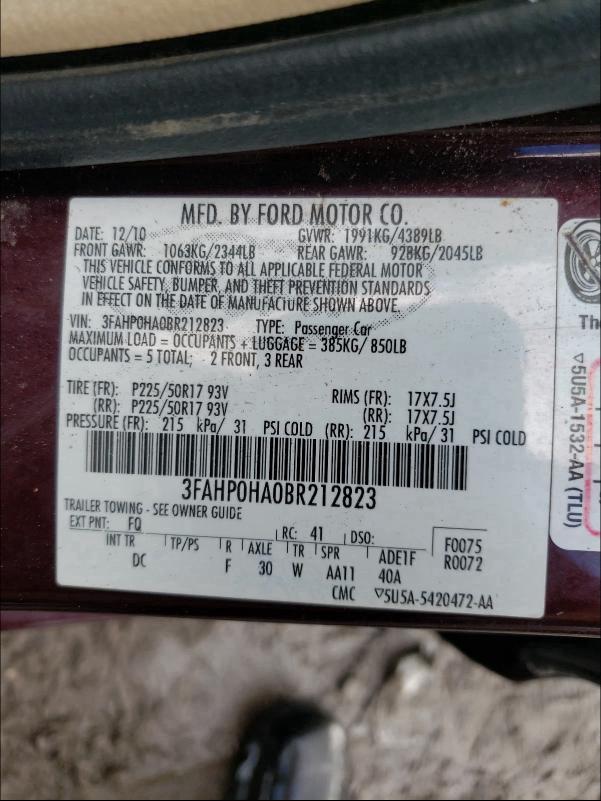 MFD. BY FORD MOTOR CO.
DATE: 12/10 GVWR: 1991KG/4389LB
FRONT GAWR: 1063KG/2344LB REAR GAWR: 928KG/2045LB
THIS VEHICLE CONFORMS TO ALL APPLICABLE FEDERAL MOTOR
VEHICLE SAFETY, BUMPER, AND THEFT PREVENTION STANDARDS
IN EFFECT ON THE DATE OF MANUFACTURE SHOWN ABOVE.
VIN: 3FAHP0HA0BR212823 TYPE: Passenger Car
MAXIMUM LOAD = OCCUPANTS + LUGGAGE = 385KG/ 850LB
OCCUPANTS = 5 TOTAL; 2 FRONT, 3 REAR
TIRE (FR): P225/50R17 93V RIMS (FR): 17X7.5J
(RR): P225/50R17 93V (RR): 17X7.5J
PRESSURE (FR): 215 kPa/ 31 PSI COLD (RR): 215 kPa/ 31 PSI COLD
3FAHP0HA0BR212823
TRAILER TOWING - SEE OWNER GUIDE
EXT PNT: FQ RC: 41 DSO: F0075
INT TR TP/PS R AXLE TR SPR ADE1F R0072
DC F 30 W AA11 40A
CMC ▽5U5A-5420472-AA
▽5U5A-1532-AA (TLU)